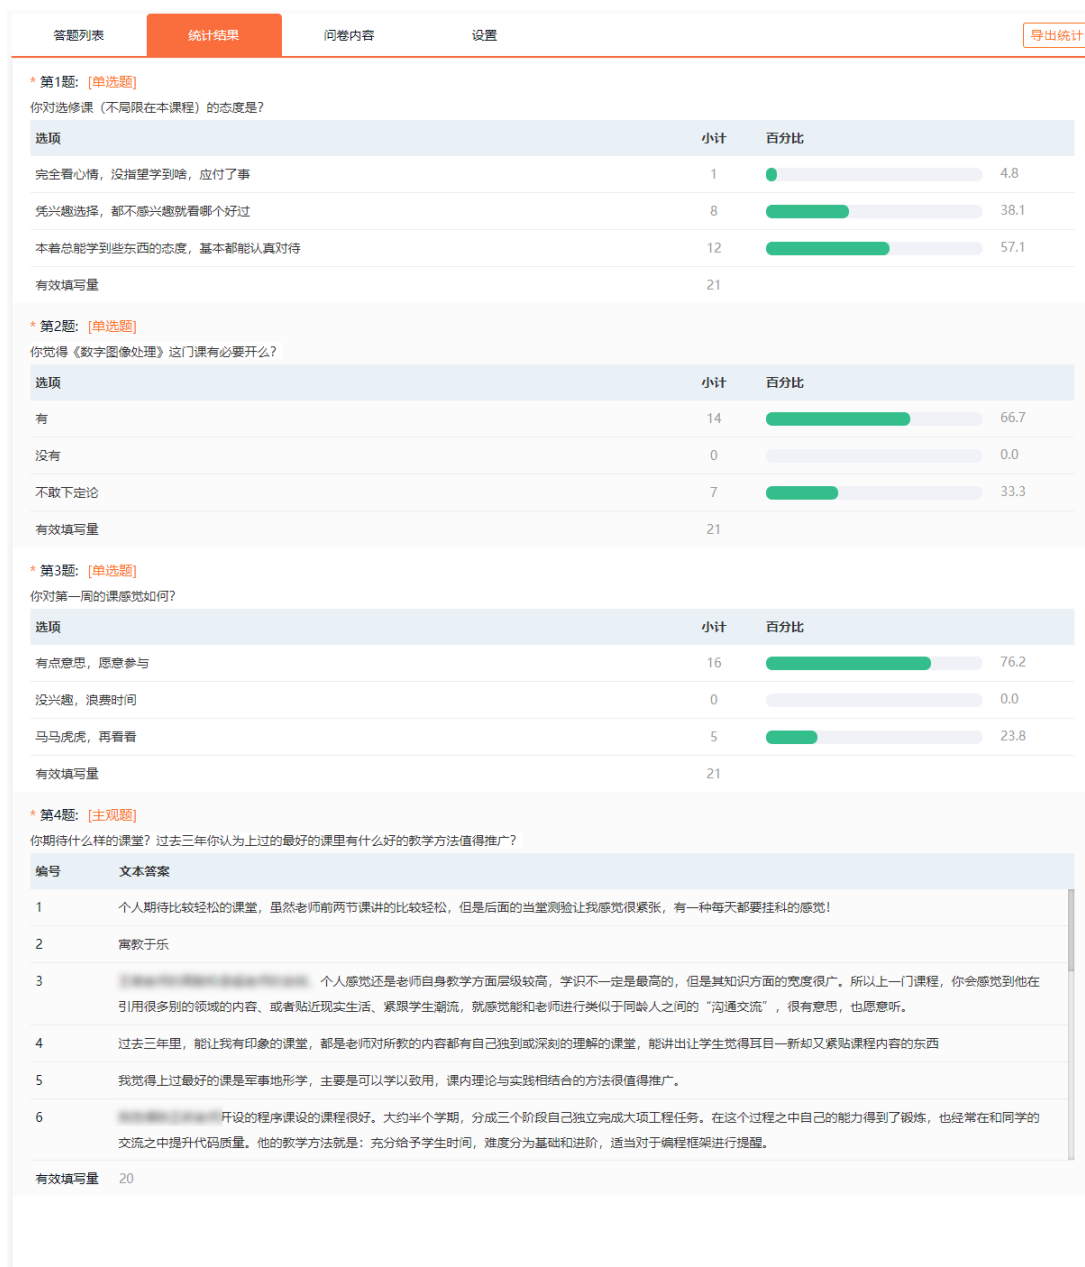 答题列表 统计结果 问卷内容 设置 导出统计
* 第1题: [单选题]
你对选修课（不局限在本课程）的态度是？
选项 小计 百分比
完全看心情，没指望学到啥，应付了事 1 4.8
凭兴趣选择，都不感兴趣就看哪个好过 8 38.1
本着总能学到些东西的态度，基本都能认真对待 12 57.1
有效填写量 21
* 第2题: [单选题]
你觉得《数字图像处理》这门课有必要开么？
选项 小计 百分比
有 14 66.7
没有 0 0.0
不敢下定论 7 33.3
有效填写量 21
* 第3题: [单选题]
你对第一周的课感觉如何？
选项 小计 百分比
有点意思，愿意参与 16 76.2
没兴趣，浪费时间 0 0.0
马马虎虎，再看看 5 23.8
有效填写量 21
* 第4题: [主观题]
你期待什么样的课堂？过去三年你认为上过的最好的课里有什么好的教学方法值得推广？
编号 文本答案
1 个人期待比较轻松的课堂，虽然老师前两节课讲的比较轻松，但是后面的当堂测验让我感觉很紧张，有一种每天都要挂科的感觉！
2 寓教于乐
3 个人感觉还是老师自身教学方面层级较高，学识不一定是最高的，但是其知识方面的宽度很广。所以上一门课程，你会感觉到他在
引用很多别的领域的内容、或者贴近现实生活、紧跟学生潮流，就感觉能和老师进行类似于同龄人之间的“沟通交流”，很有意思，也愿意听。
4 过去三年里，能让我有印象的课堂，都是老师对所教的内容都有自己独到或深刻的理解的课堂，能讲出让学生觉得耳目一新却又紧贴课程内容的东西
5 我觉得上过最好的课是军事地形学，主要是可以学以致用，课内理论与实践相结合的方法很值得推广。
6 开设的程序课设的课程很好。大约半个学期，分成三个阶段自己独立完成大项工程任务。在这个过程之中自己的能力得到了锻炼，也经常在和同学的
交流之中提升代码质量。他的教学方法就是：充分给予学生时间，难度分为基础和进阶，适当对于编程框架进行提醒。
有效填写量 20